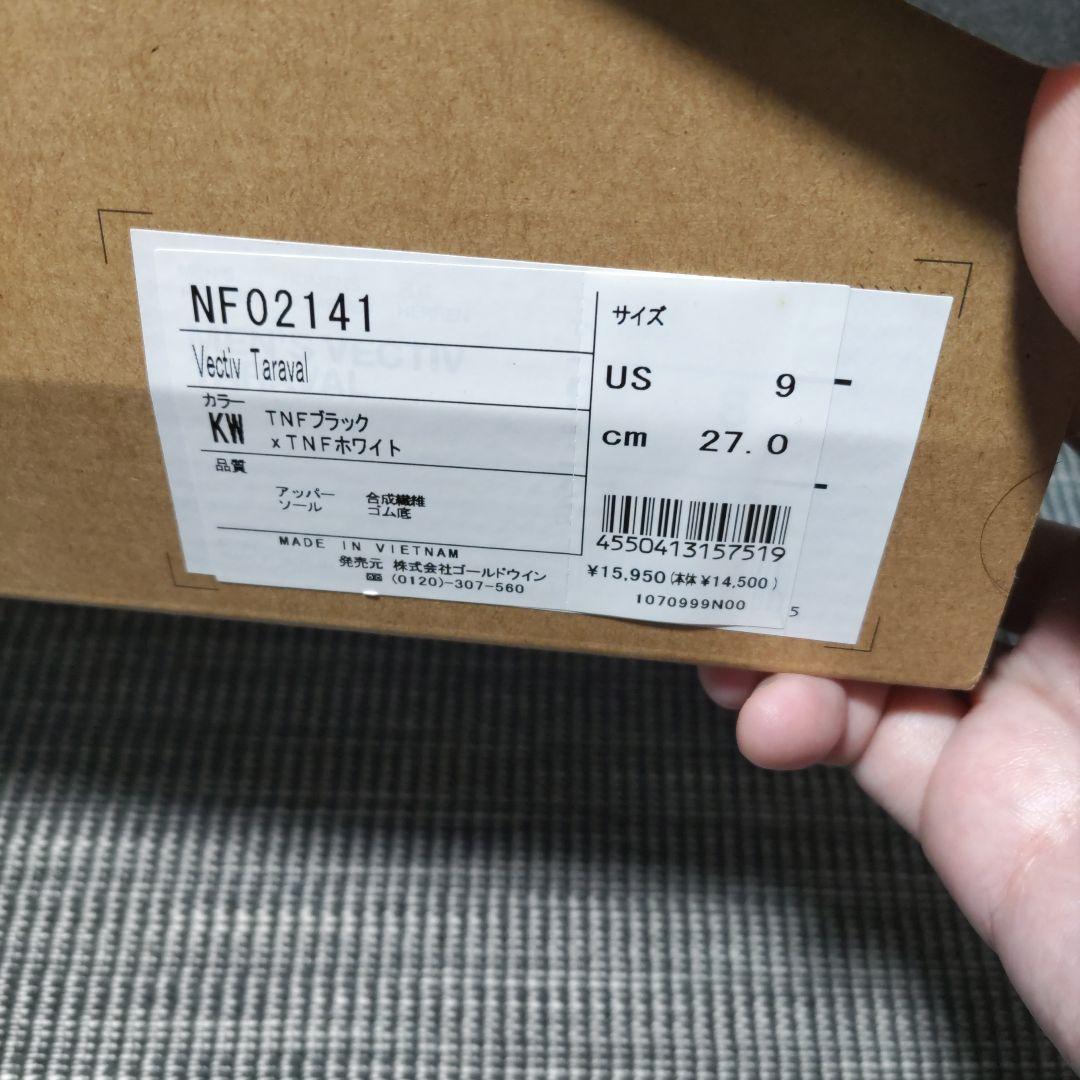 NF02141
Vectiv Taraval
カラー
KW TNFブラック
xTNFホワイト
品質
アッパー 合成繊維
ソール ゴム底
MADE IN VIETNAM
発売元 株式会社ゴールドウイン
(0120)-307-560
サイズ
US 9
cm 27.0
4550413157519
¥15,950(本体¥14,500)
1070999N00
5